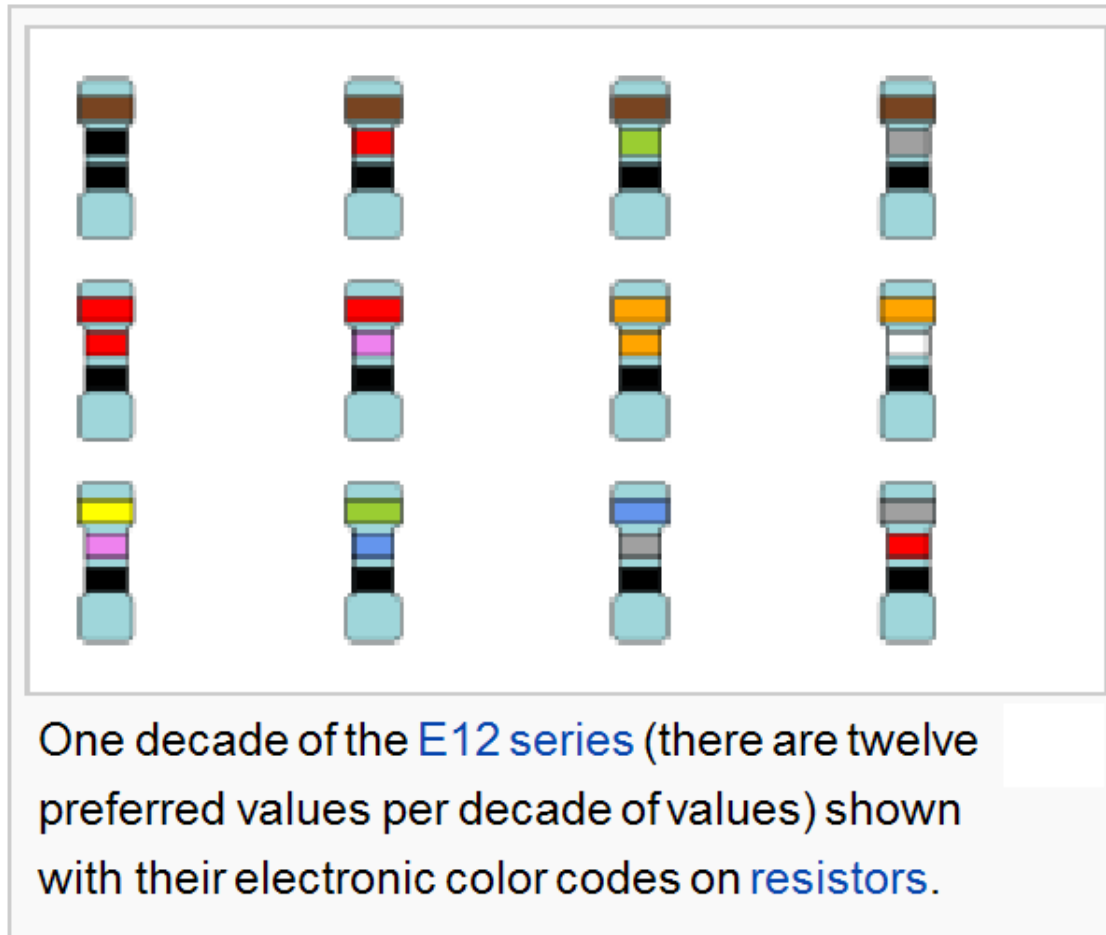 One decade of the E12 series (there are twelve
preferred values per decade of values) shown
with their electronic color codes on resistors.